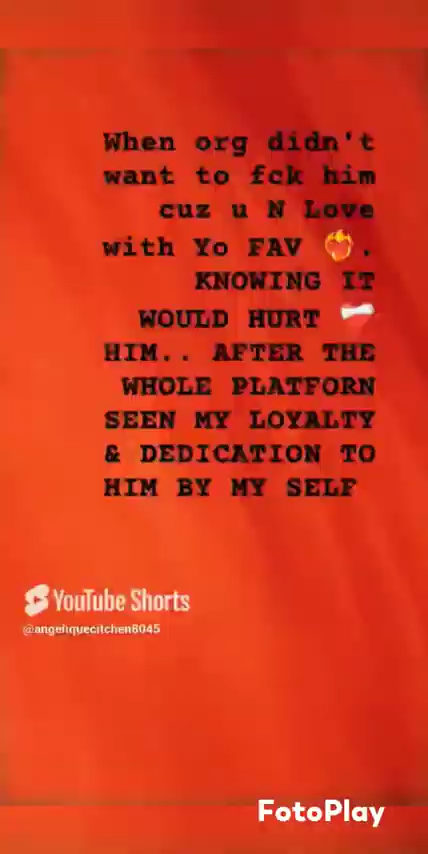 When org didn't
want to fck him
cuz u N Love
with Yo FAV ❤️‍🔥.
KNOWING IT
WOULD HURT ❤️‍🩹
HIM.. AFTER THE
WHOLE PLATFORN
SEEN MY LOYALTY
& DEDICATION TO
HIM BY MY SELF
YouTube Shorts
@angeliquecitchen8045
FotoPlay